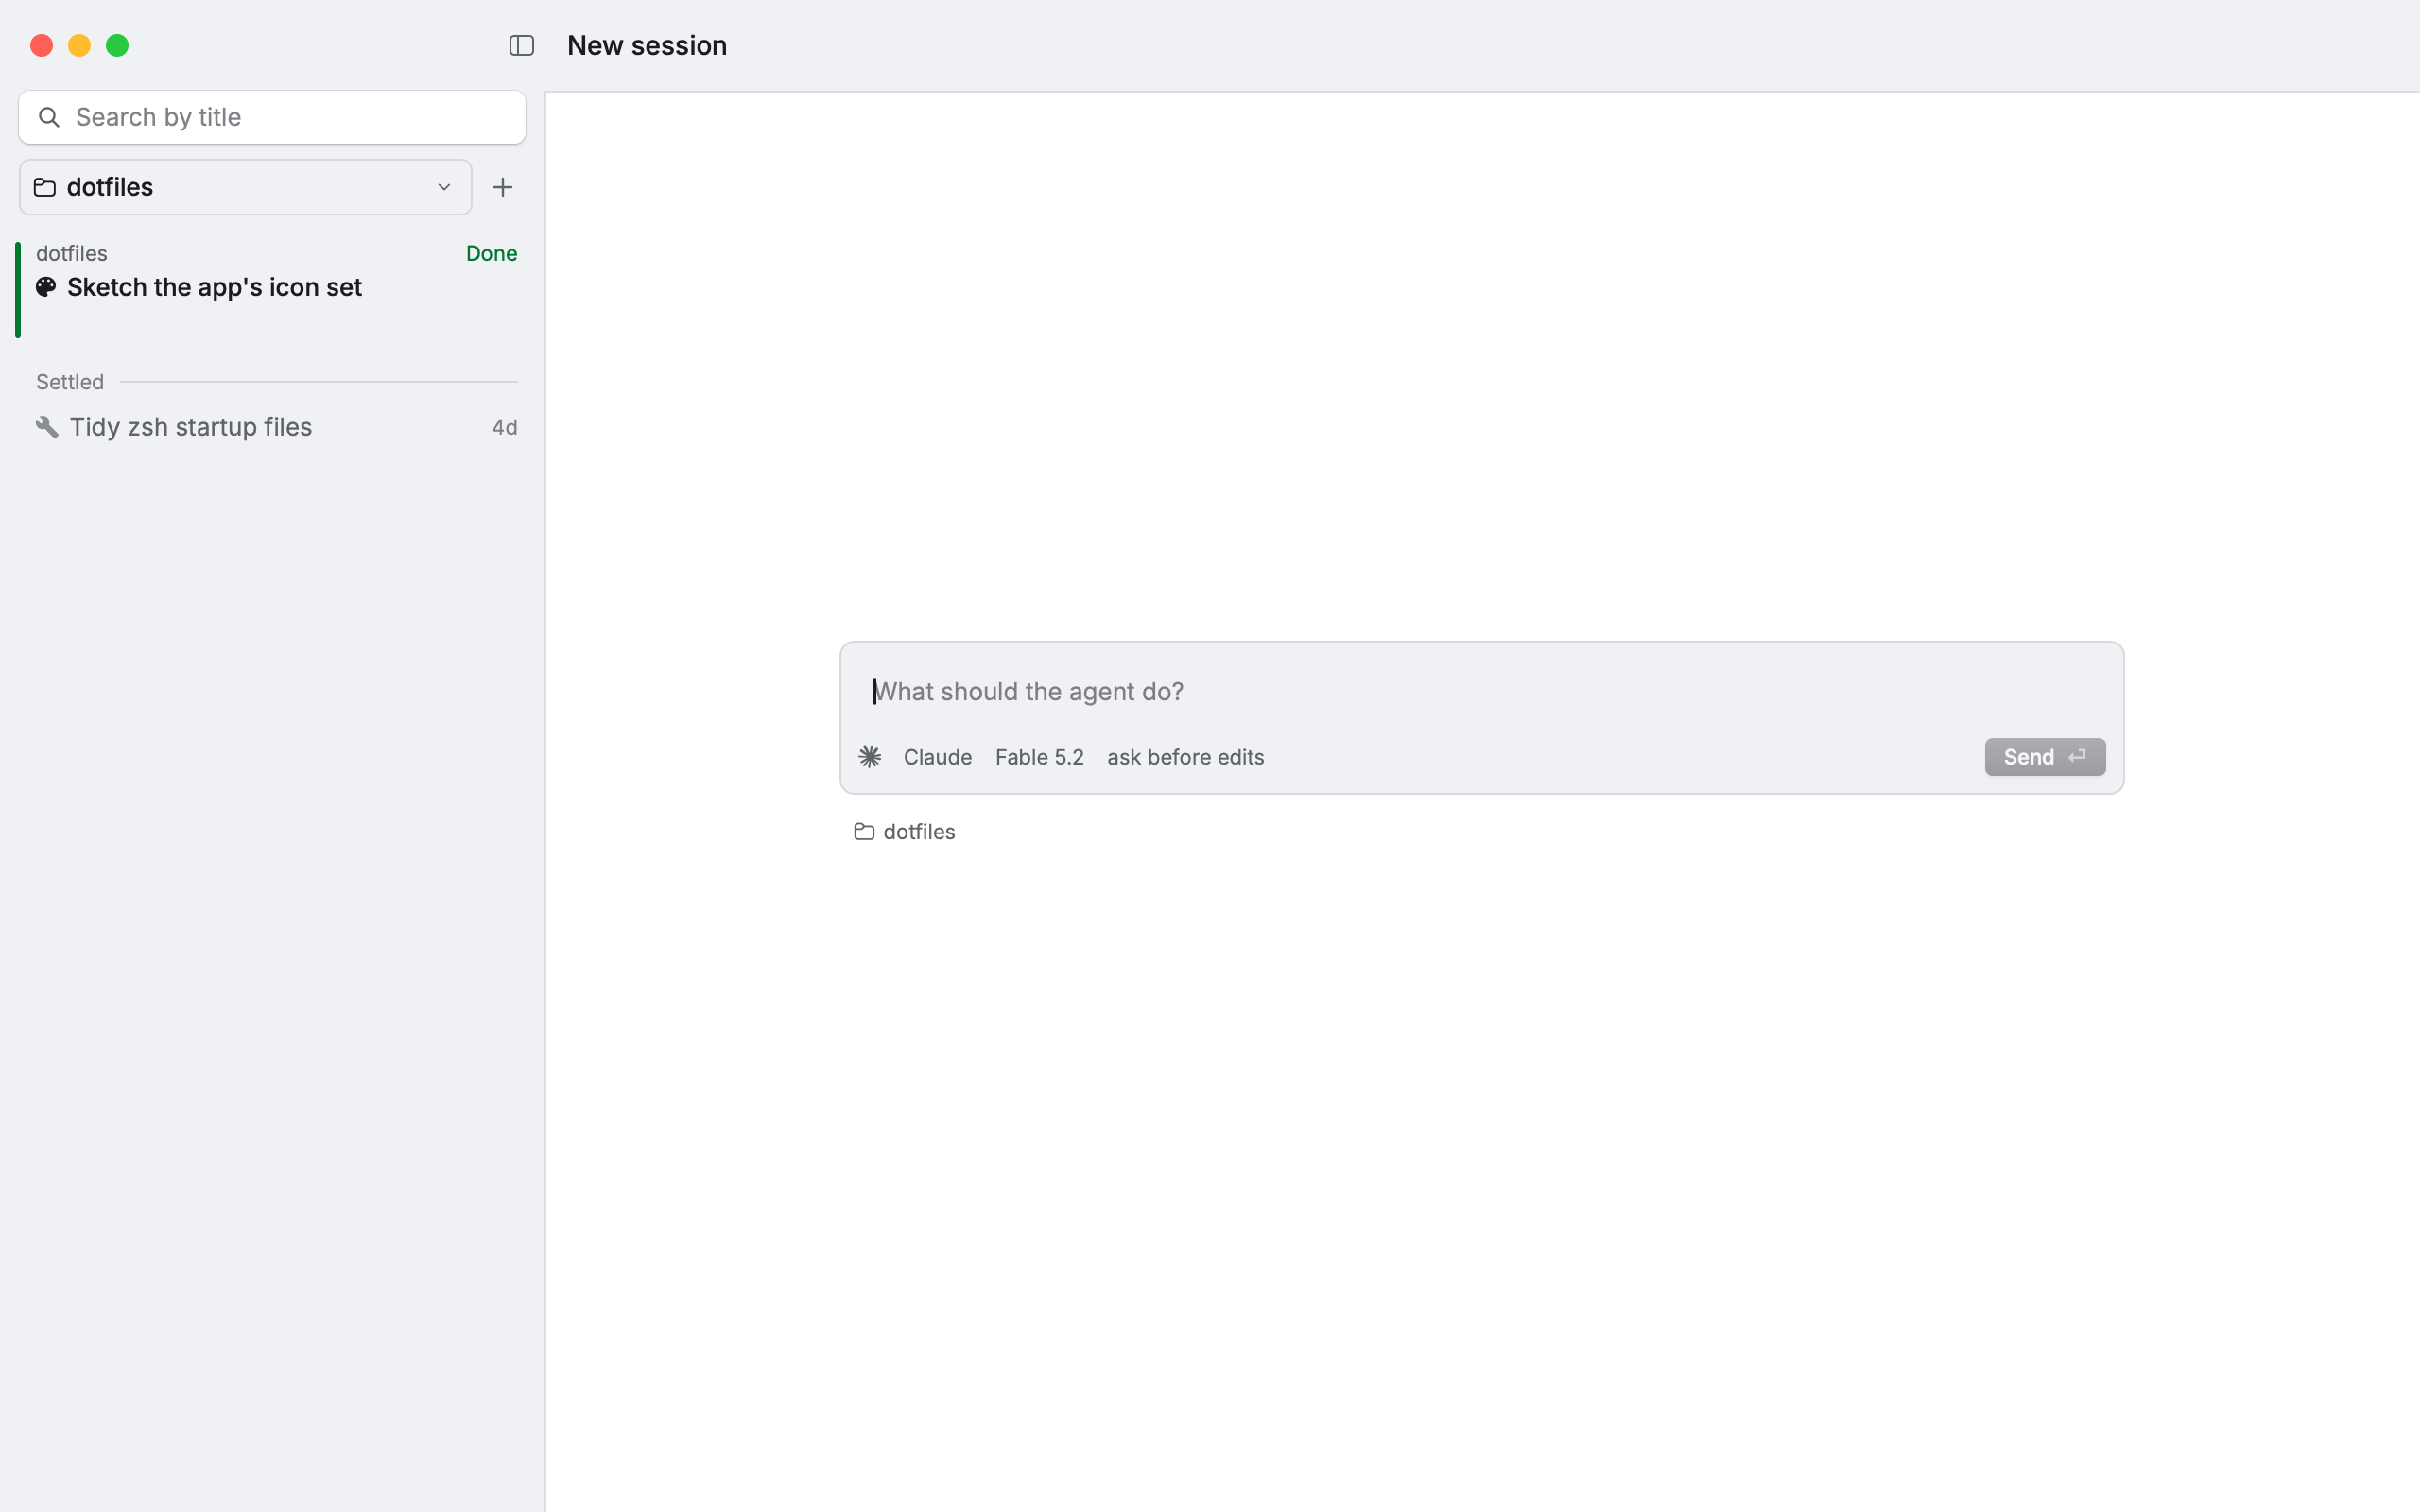 New session
Search by title
dotfiles
dotfiles Done
Sketch the app's icon set
Settled
Tidy zsh startup files 4d
What should the agent do?
Claude Fable 5.2 ask before edits Send
dotfiles